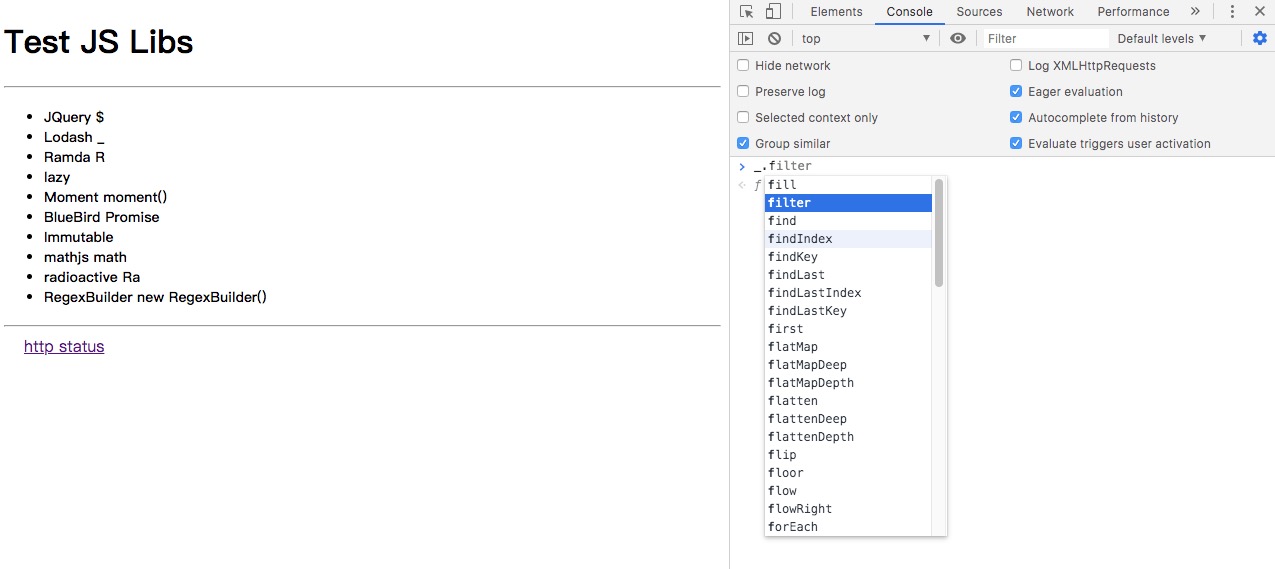 Test JS Libs
JQuery $
Lodash _
Ramda R
lazy
Moment moment()
BlueBird Promise
Immutable
mathjs math
radioactive Ra
RegexBuilder new RegexBuilder()
http status
Elements Console Sources Network Performance »
top ▼ Filter Default levels ▼
Hide network Log XMLHttpRequests
Preserve log Eager evaluation
Selected context only Autocomplete from history
Group similar Evaluate triggers user activation
> _.filter
f
fill
filter
find
findIndex
findKey
findLast
findLastIndex
findLastKey
first
flatMap
flatMapDeep
flatMapDepth
flatten
flattenDeep
flattenDepth
flip
floor
flow
flowRight
forEach